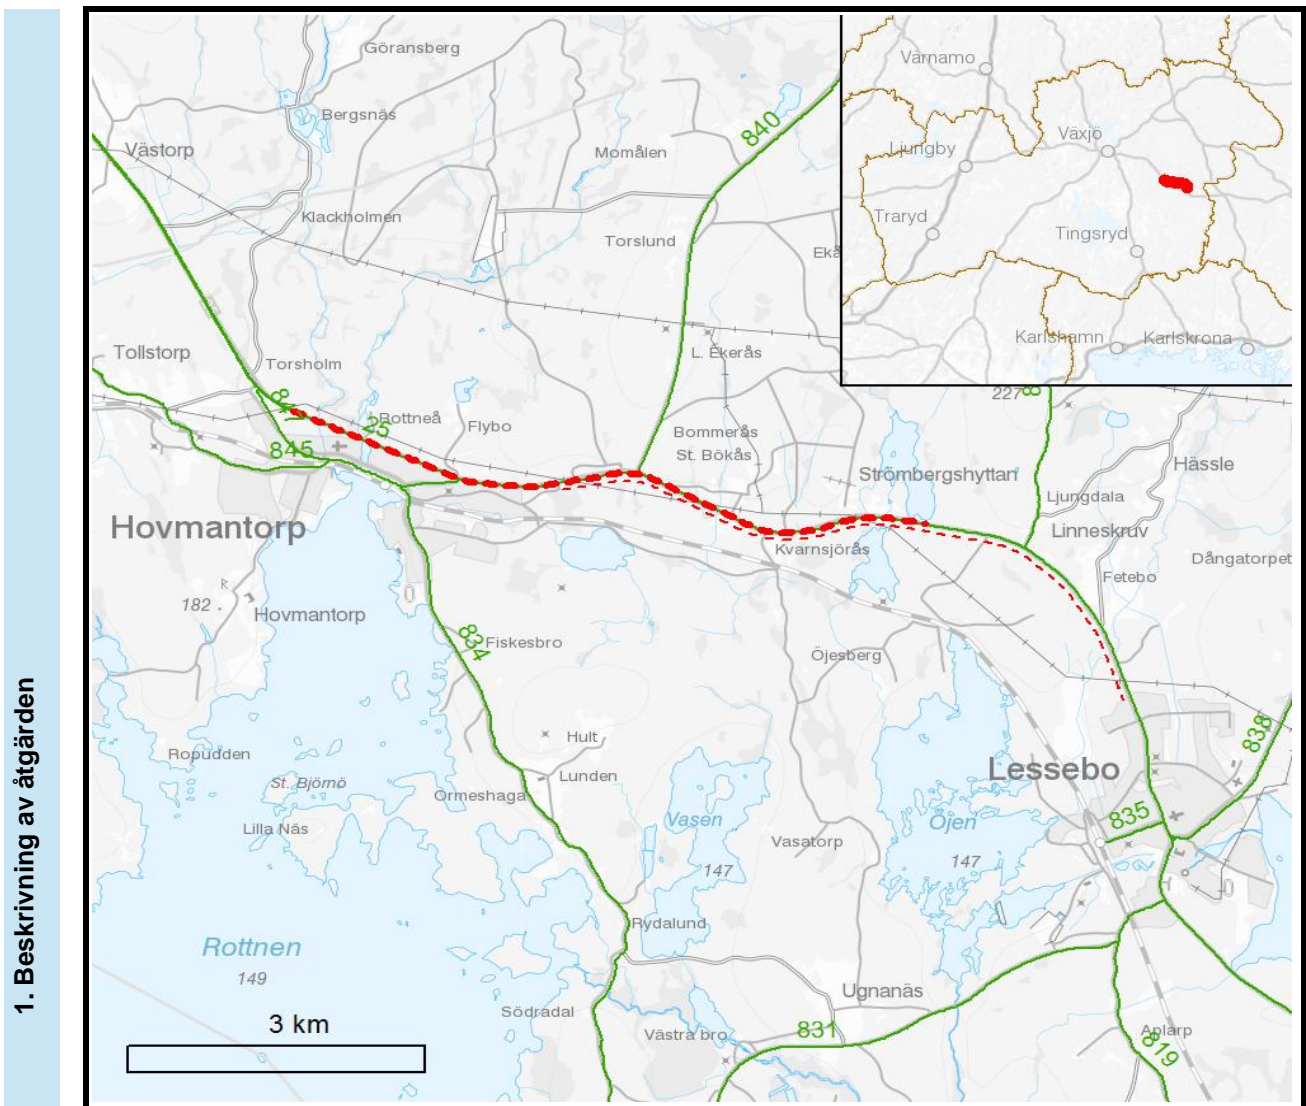 1. Beskrivning av åtgärden
Göransberg
Bergsnäs
Västorp
Momålen
840
Klackholmen
Torslund
Ekå
Värnamo
Växjö
Ljungby
Traryd
Tingsryd
Karlshamn
Karlskrona
Tollstorp
Torsholm
L. Ekerås
227
8
847
25
Rottneå
Flybo
845
Bommerås
St. Bökås
Strömbergshyttan
Hässle
Ljungdala
Linneskruv
Hovmantorp
Kvarnsjörås
Dångatorpet
Fetebo
R
182
Hovmantorp
834
Fiskesbro
Öjesberg
Hult
Ropudden
St. Björnö
Lunden
Ormeshaga
Lessebo
838
Lilla Näs
Vasen
Öjen
835
Vasatorp
147
147
Rydalund
Rottnen
149
Ugnanäs
Södradal
3 km
Västra bro
831
Aplarp
819